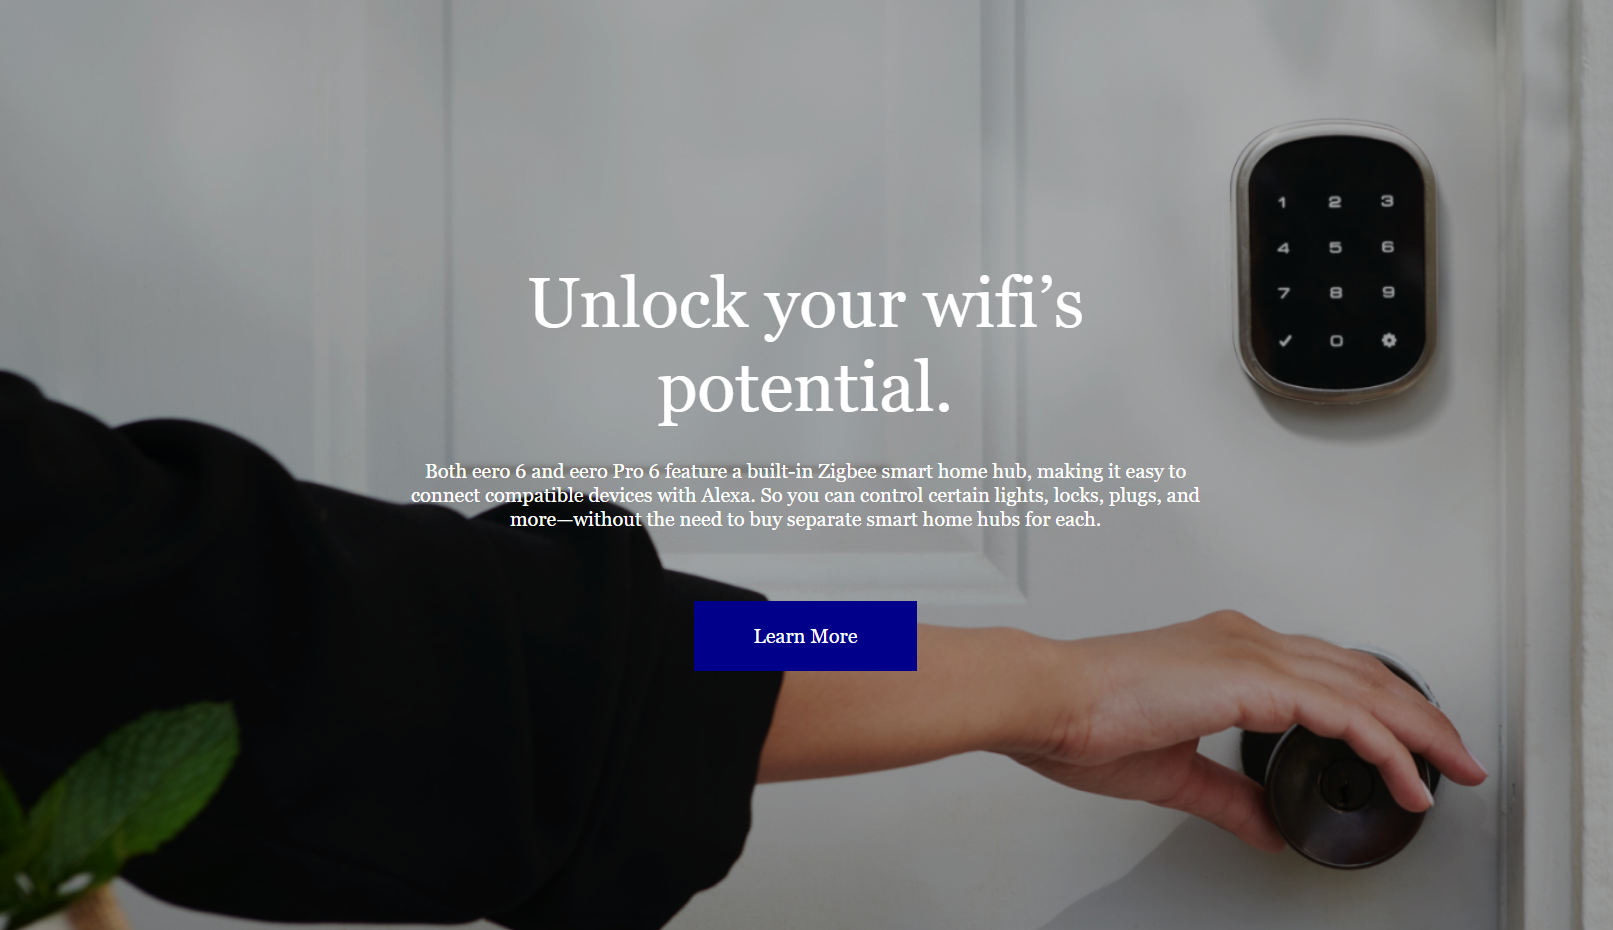 Unlock your wifi’s
potential.
Both eero 6 and eero Pro 6 feature a built-in Zigbee smart home hub, making it easy to
connect compatible devices with Alexa. So you can control certain lights, locks, plugs, and
more—without the need to buy separate smart home hubs for each.
Learn More
1 2 3
4 5 6
7 8 9
0